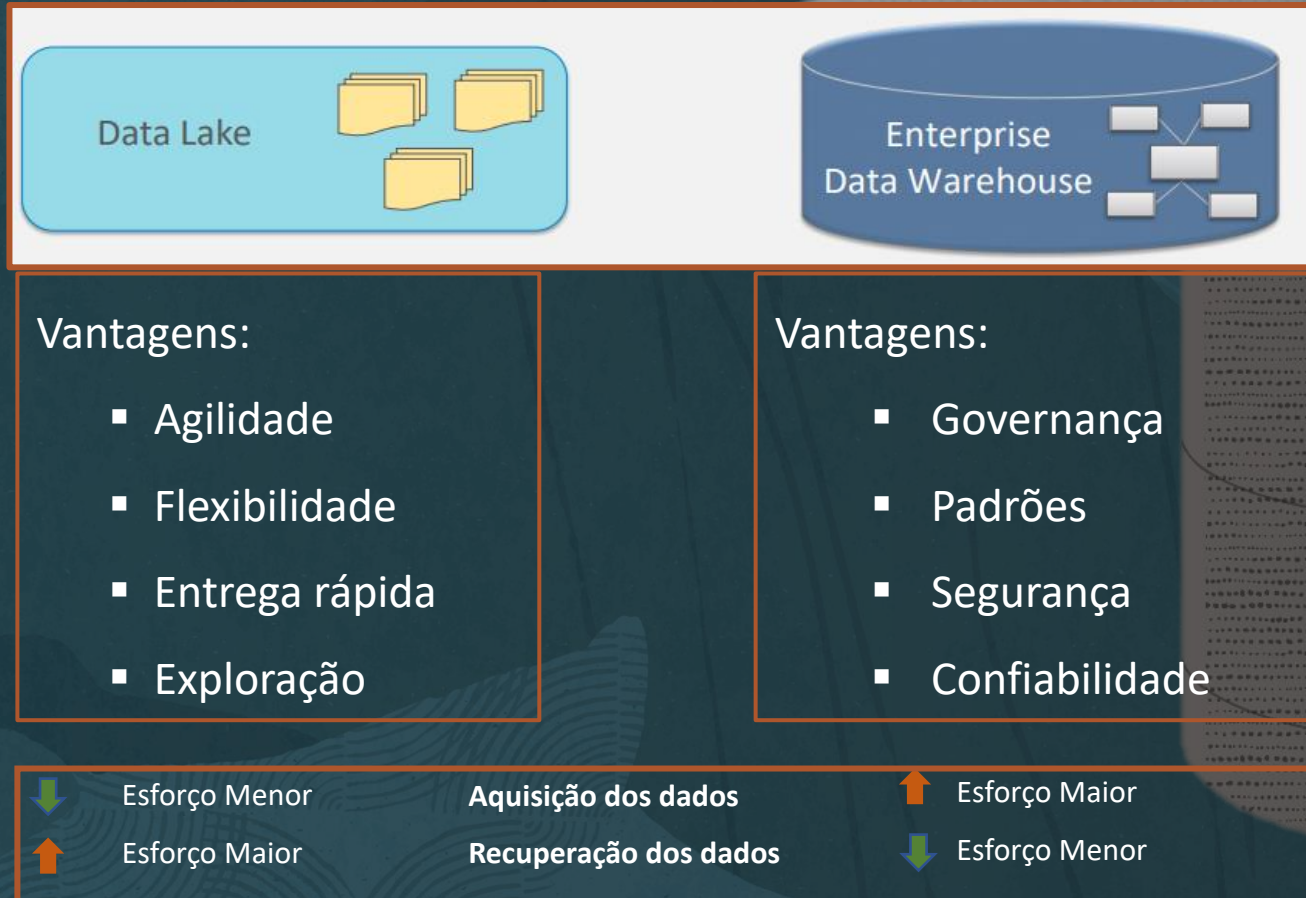 Data Lake
Enterprise
Data Warehouse
Vantagens:
▪ Agilidade
▪ Flexibilidade
▪ Entrega rápida
▪ Exploração
Vantagens:
▪ Governança
▪ Padrões
▪ Segurança
▪ Confiabilidade
Esforço Menor Aquisição dos dados Esforço Maior
Esforço Maior Recuperação dos dados Esforço Menor